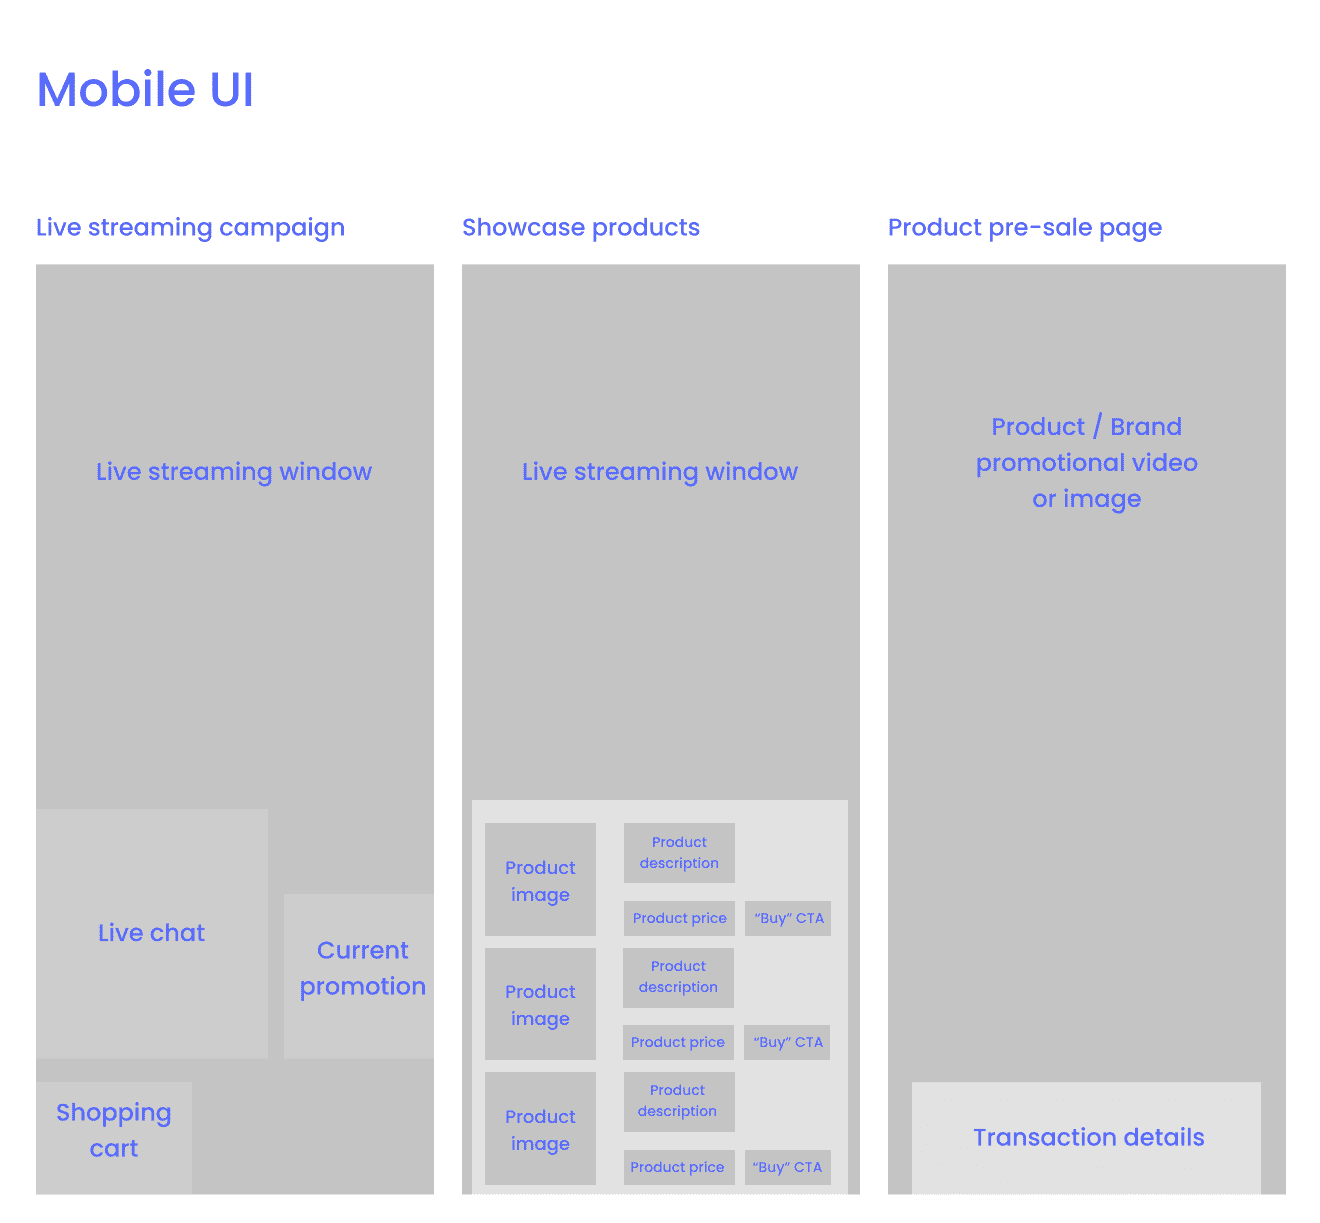 Mobile UI
Live streaming campaign
Live streaming window
Live chat
Current
promotion
Shopping
cart
Showcase products
Live streaming window
Product
image
Product
description
Product price
“Buy” CTA
Product
image
Product
description
Product price
“Buy” CTA
Product
image
Product
description
Product price
“Buy” CTA
Product pre-sale page
Product / Brand
promotional video
or image
Transaction details